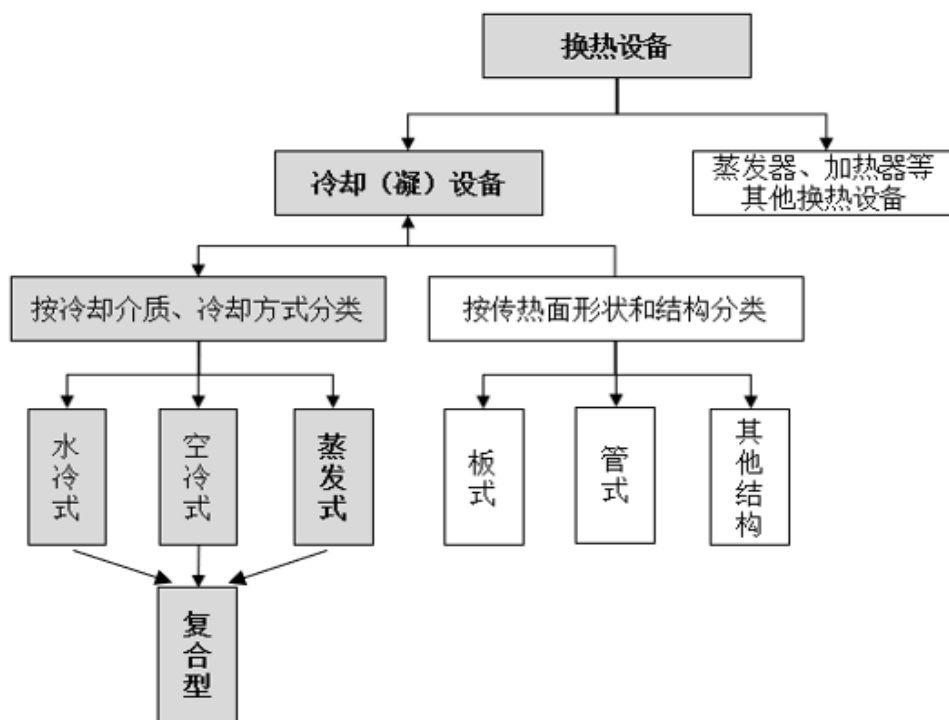 换热设备
冷却（凝）设备
蒸发器、加热器等
其他换热设备
按冷却介质、冷却方式分类
按传热面形状和结构分类
水冷式
空冷式
蒸发式
板式
管式
其他结构
复合型